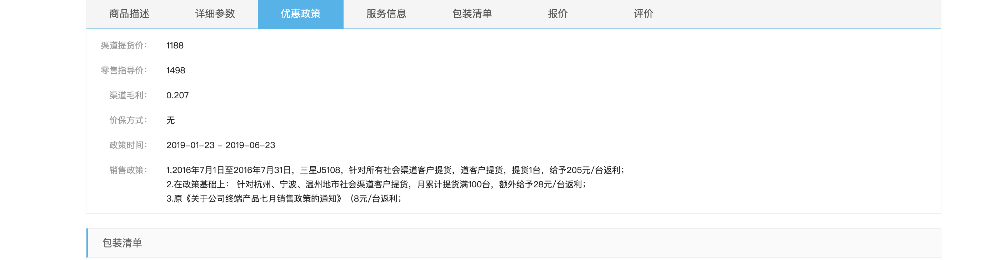 商品描述 详细参数 优惠政策 服务信息 包装清单 报价 评价
渠道提货价： 1188
零售指导价： 1498
渠道毛利： 0.207
价保方式： 无
政策时间： 2019-01-23 - 2019-06-23
销售政策： 1.2016年7月1日至2016年7月31日，三星J5108，针对所有社会渠道客户提货，道客户提货，提货1台，给予205元/台返利；
2.在政策基础上： 针对杭州、宁波、温州地市社会渠道客户提货，月累计提货满100台，额外给予28元/台返利；
3.原《关于公司终端产品七月销售政策的通知》（8元/台返利；
包装清单